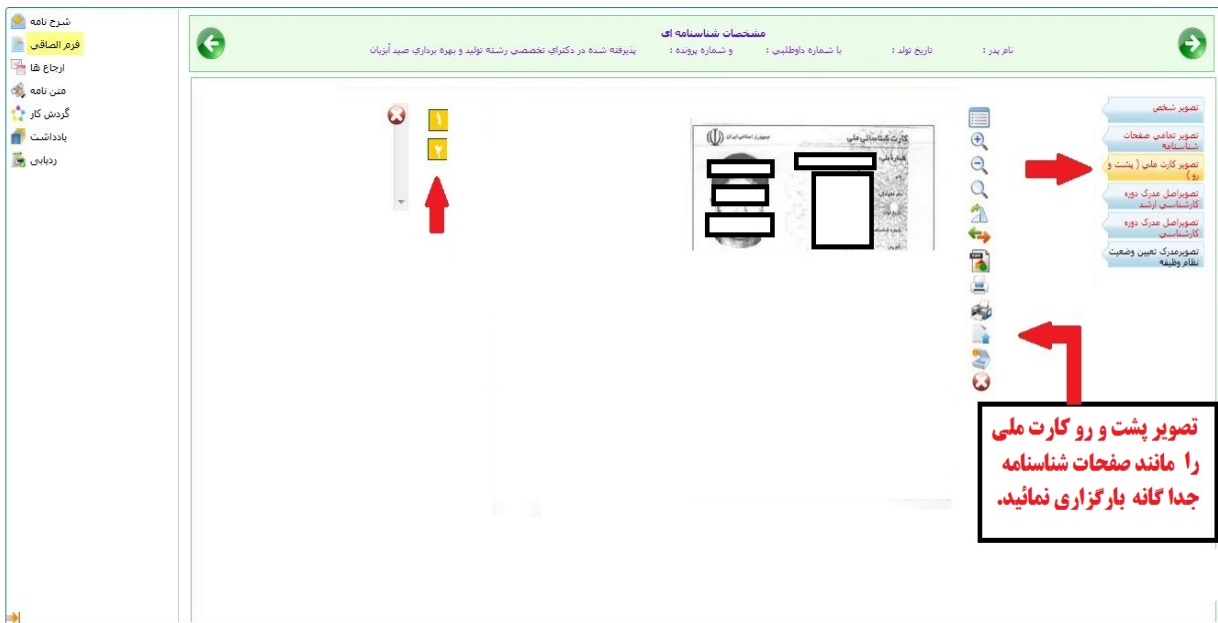 شرح نامه
فرم الصاقی
ارجاع ها
متن نامه
گردش کار
یادداشت
ردیابی
مشخصات شناسنامه ای
نام پدر : تاریخ تولد : با شماره داوطلبی : و شماره پرونده : پذیرفته شده در دکترای تخصصی رشته تولید و بهره برداری صید آبزیان
تصویر شخص
تصویر تمامی صفحات
شناسنامه
تصویر کارت ملی ( پشت و
رو )
تصویراصل مدرک دوره
کارشناسی ارشد
تصویراصل مدرک دوره
کارشناسی
تصویرمدرک تعیین وضعیت
نظام وظیفه
۱
۲
جمهوری اسلامی ایران
کارت شناسائی ملی
شماره ملی:
نام
تصویر پشت و رو کارت ملی
را مانند صفحات شناسنامه
جدا گانه بارگزاری نمائید.